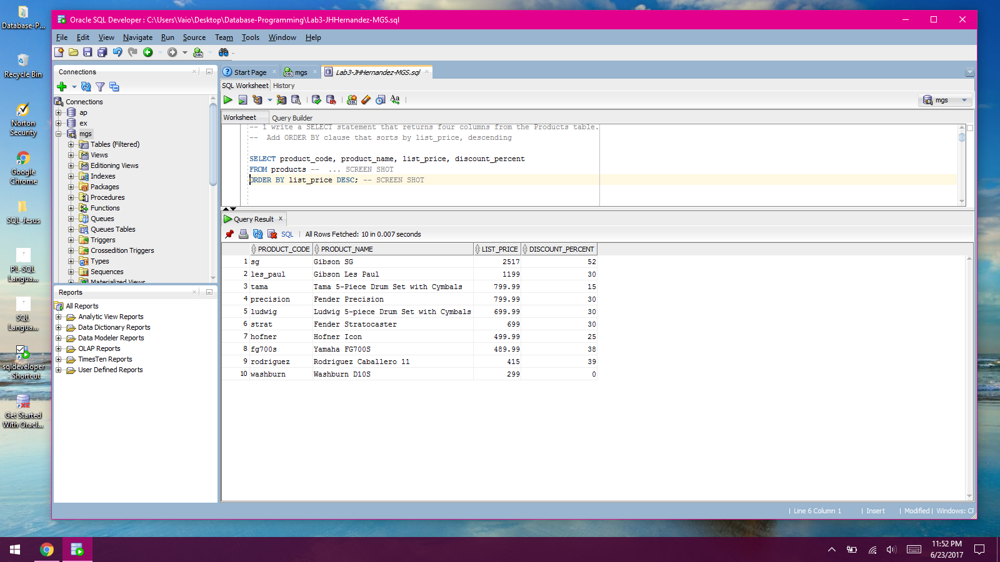 Database-P...
Recycle Bin
Norton
Security
Google
Chrome
SQL-Jesus
PL-SQL
Langua...
SQL
Langua...
sqldeveloper
- Shortcut
Get Started
With Oracl...
Oracle SQL Developer : C:\Users\Vaio\Desktop\Database-Programming\Lab3-JHHernandez-MGS.sql
File Edit View Navigate Run Source Team Tools Window Help
Connections
Connections
ap
ex
mgs
Tables (Filtered)
Views
Editioning Views
Indexes
Packages
Procedures
Functions
Queues
Queues Tables
Triggers
Crossedition Triggers
Types
Sequences
Materialized Views
Reports
All Reports
Analytic View Reports
Data Dictionary Reports
Data Modeler Reports
OLAP Reports
TimesTen Reports
User Defined Reports
Start Page mgs Lab3-JHHernandez-MGS.sql
SQL Worksheet History
Aa
mgs
Worksheet Query Builder
-- 1 write a SELECT statement that returns four columns from the Products table.
-- Add ORDER BY clause that sorts by list_price, descending
SELECT product_code, product_name, list_price, discount_percent
FROM products -- ... SCREEN SHOT
ORDER BY list_price DESC; -- SCREEN SHOT
Query Result x
SQL | All Rows Fetched: 10 in 0.007 seconds
PRODUCT_CODE PRODUCT_NAME LIST_PRICE DISCOUNT_PERCENT
1 sg Gibson SG 2517 52
2 les_paul Gibson Les Paul 1199 30
3 tama Tama 5-Piece Drum Set with Cymbals 799.99 15
4 precision Fender Precision 799.99 30
5 ludwig Ludwig 5-piece Drum Set with Cymbals 699.99 30
6 strat Fender Stratocaster 699 30
7 hofner Hofner Icon 499.99 25
8 fg700s Yamaha FG700S 489.99 38
9 rodriguez Rodriguez Caballero 11 415 39
10 washburn Washburn D10S 299 0
| Line 6 Column 1 | Insert | Modified | Windows: CF
11:52 PM
6/23/2017